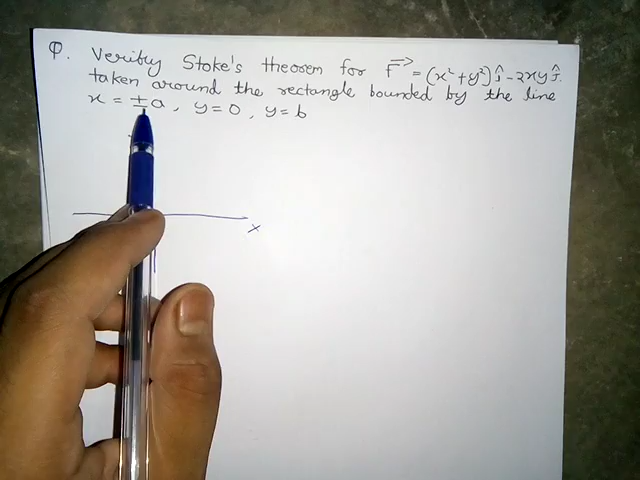 Q. Verify Stoke's theorem for F⃗ = (x² + y²) î - 2xy ĵ.
taken around the rectangle bounded by the line
x = ± a, y = 0, y = b
x